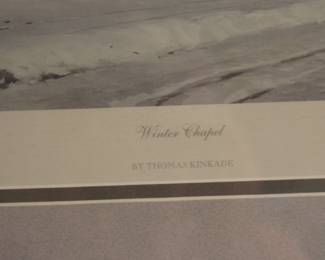 Winter Chapel
BY THOMAS KINKADE